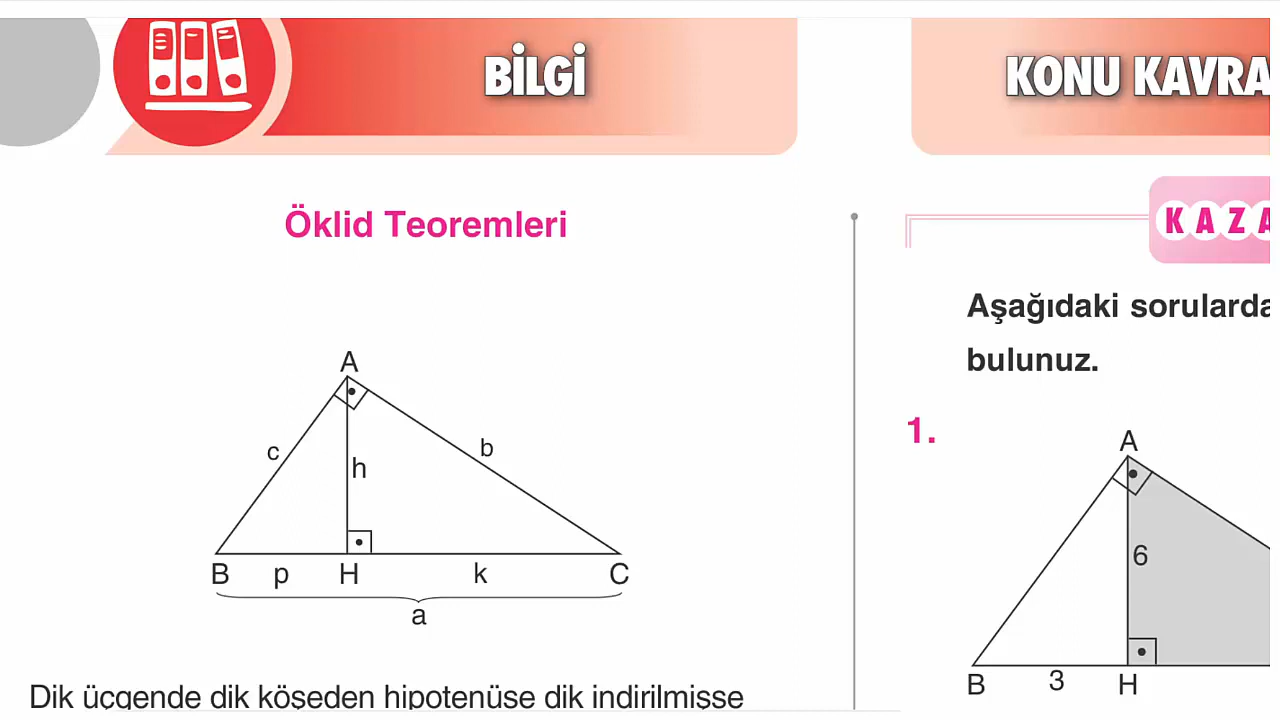 BİLGİ
Öklid Teoremleri
A
c
b
h
B p H k C
a
Dik üçgende dik köşeden hipotenüse dik indirilmişse
KONU KAVRA
KAZA
Aşağıdaki sorularda
bulunuz.
1.
A
6
B 3 H